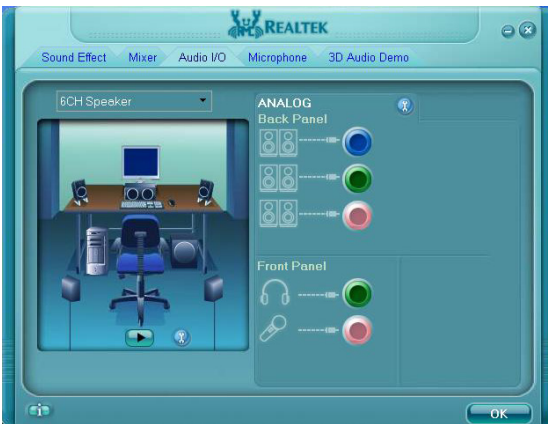 REALTEK
Sound Effect Mixer Audio I/O Microphone 3D Audio Demo
6CH Speaker
ANALOG
Back Panel
Front Panel
OK